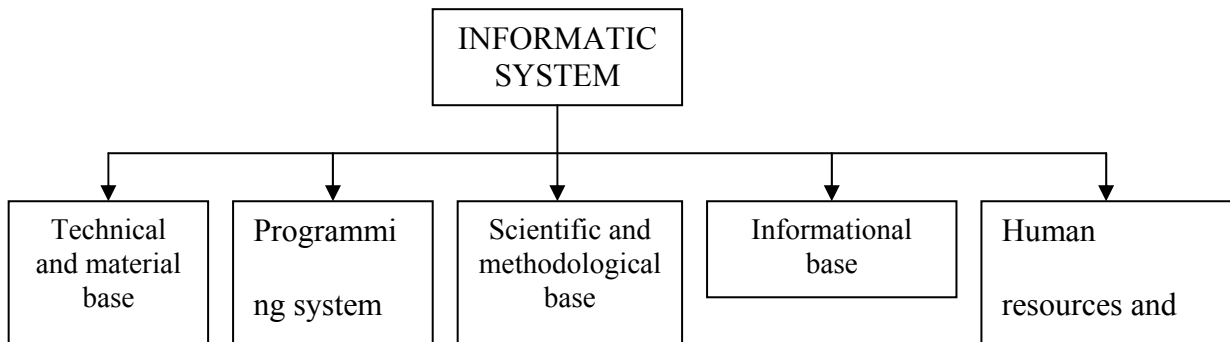 INFORMATIC
SYSTEM
Technical
and material
base
Programmi
ng system
Scientific and
methodological
base
Informational
base
Human
resources and